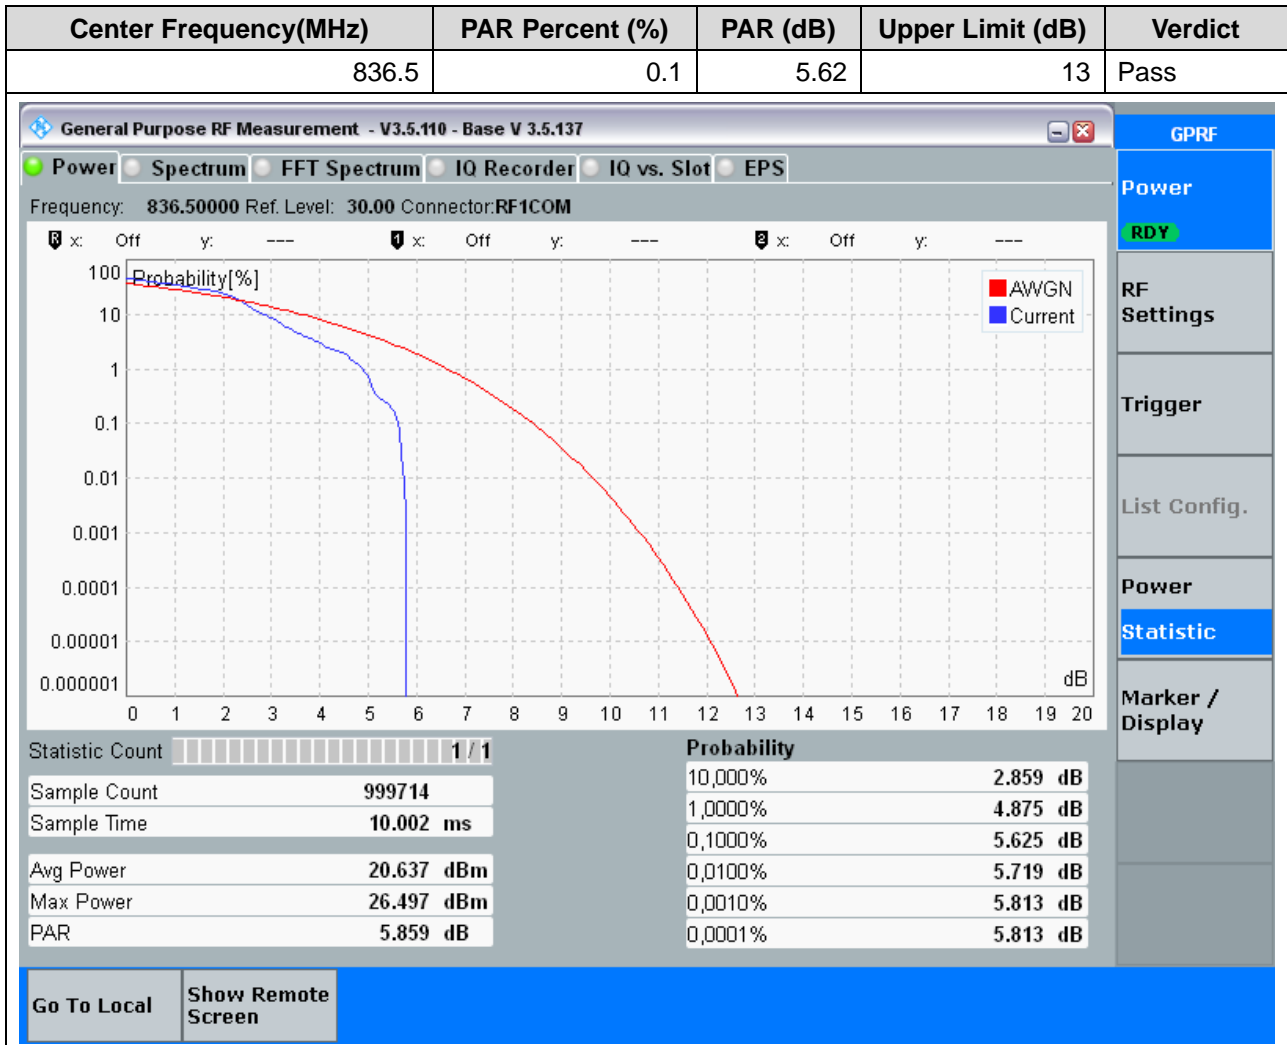 Center Frequency(MHz) PAR Percent (%) PAR (dB) Upper Limit (dB) Verdict
836.5 0.1 5.62 13 Pass
General Purpose RF Measurement - V3.5.110 - Base V 3.5.137
GPRF
Power Spectrum FFT Spectrum IQ Recorder IQ vs. Slot EPS
Power
RDY
Frequency: 836.50000 Ref. Level: 30.00 Connector:RF1COM
R x: Off y: --- 1 x: Off y: --- 2 x: Off y: ---
Probability[%]
AWGN
Current
100
10
1
0.1
0.01
0.001
0.0001
0.00001
0.000001
dB
0 1 2 3 4 5 6 7 8 9 10 11 12 13 14 15 16 17 18 19 20
RF
Settings
Trigger
List Config.
Power
Statistic
Marker /
Display
Statistic Count 1 / 1
Sample Count 999714
Sample Time 10.002 ms
Avg Power 20.637 dBm
Max Power 26.497 dBm
PAR 5.859 dB
Probability
10,000% 2.859 dB
1,0000% 4.875 dB
0,1000% 5.625 dB
0,0100% 5.719 dB
0,0010% 5.813 dB
0,0001% 5.813 dB
Go To Local
Show Remote
Screen